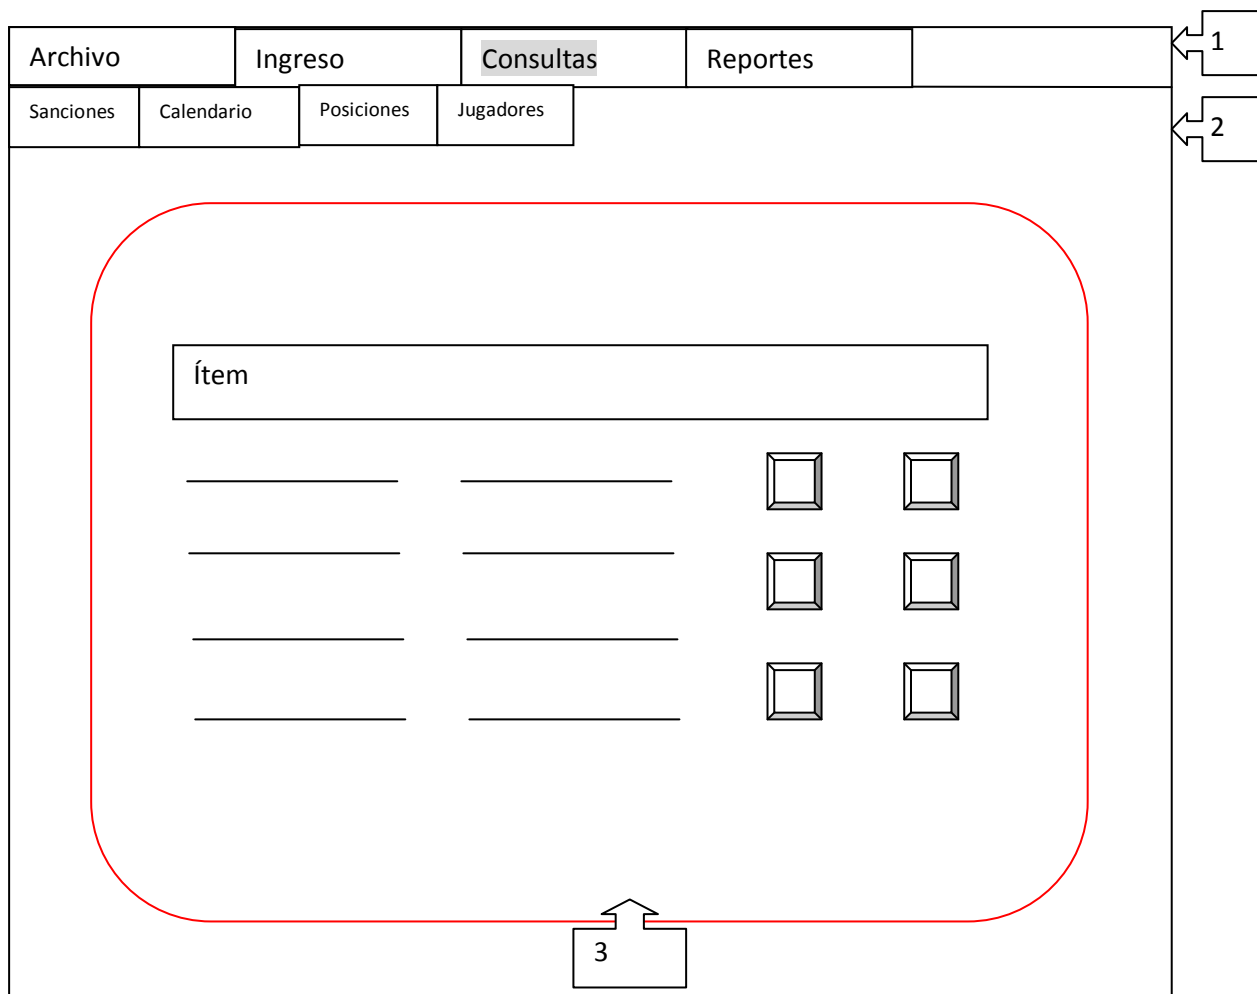 Archivo Ingreso Consultas Reportes 1
Sanciones Calendario Posiciones Jugadores 2
Ítem
3